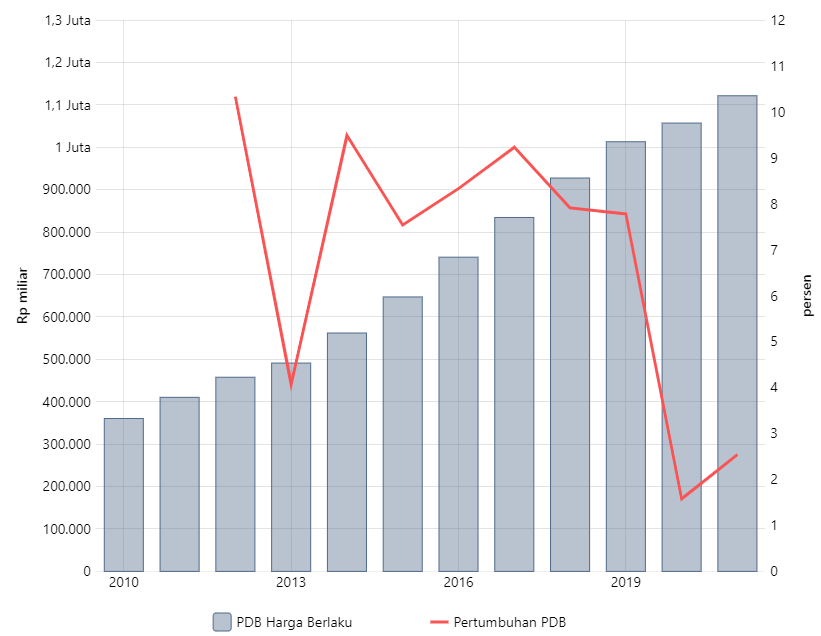 1,3 Juta
1,2 Juta
1,1 Juta
1 Juta
900.000
800.000
700.000
600.000
500.000
400.000
300.000
200.000
100.000
0
Rp miliar
12
11
10
9
8
7
6
5
4
3
2
1
0
persen
2010 2013 2016 2019
PDB Harga Berlaku Pertumbuhan PDB